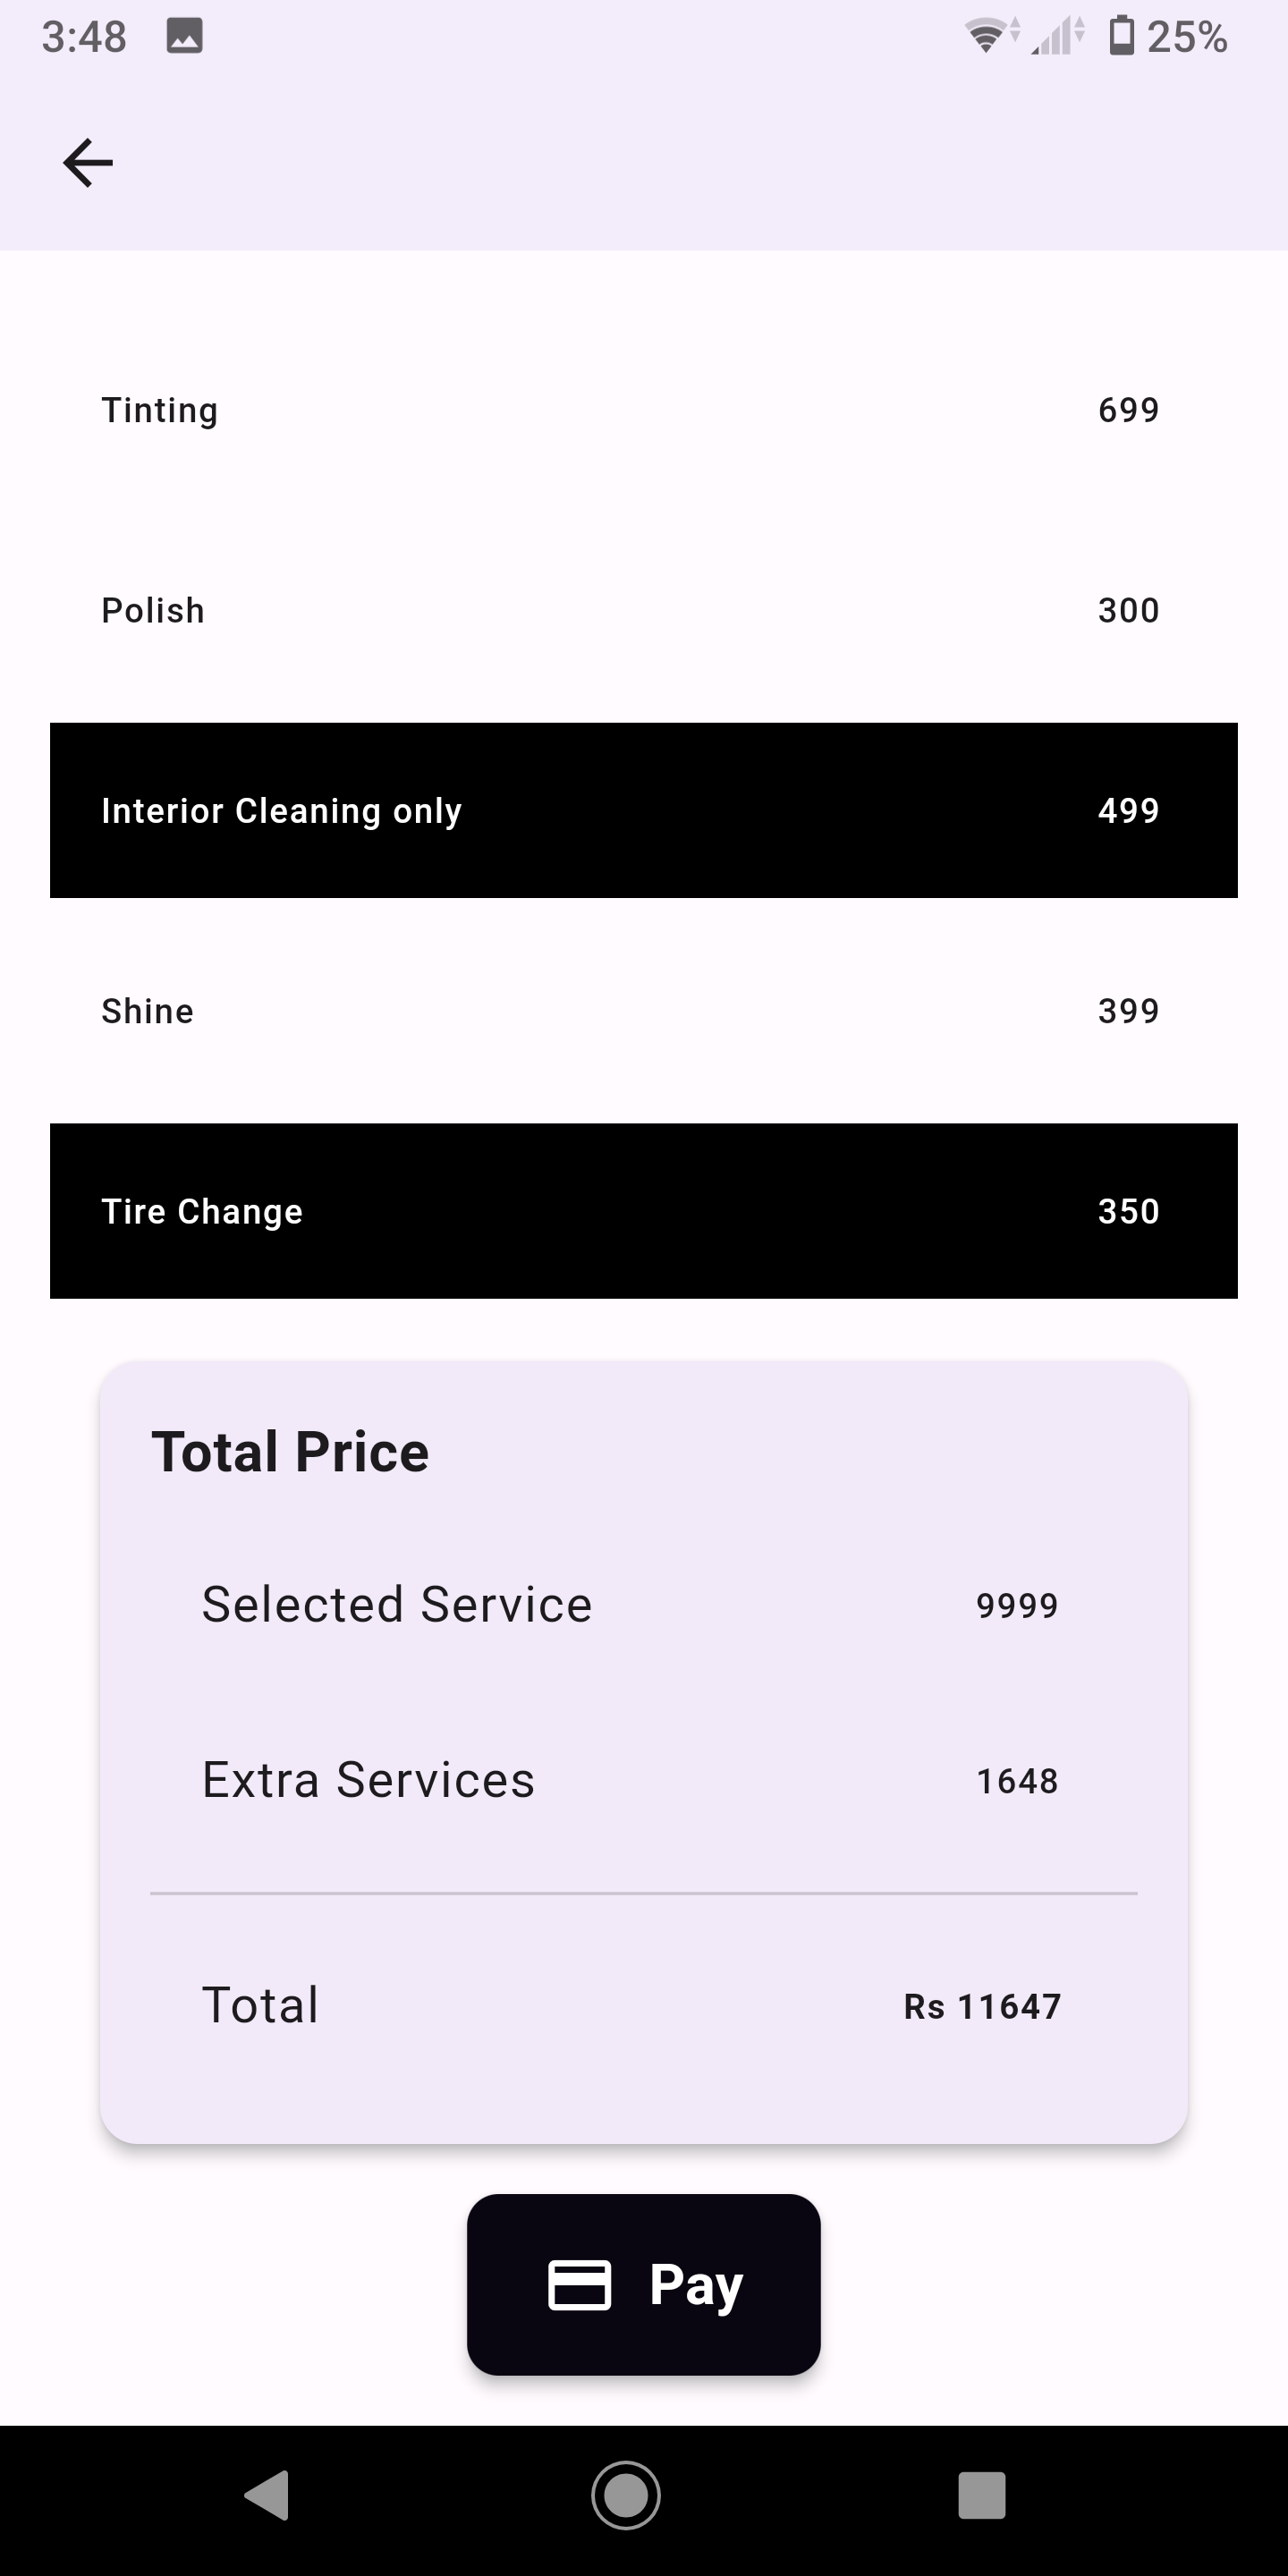 3:48 25%
Tinting 699
Polish 300
Interior Cleaning only 499
Shine 399
Tire Change 350
Total Price
Selected Service 9999
Extra Services 1648
Total Rs 11647
Pay